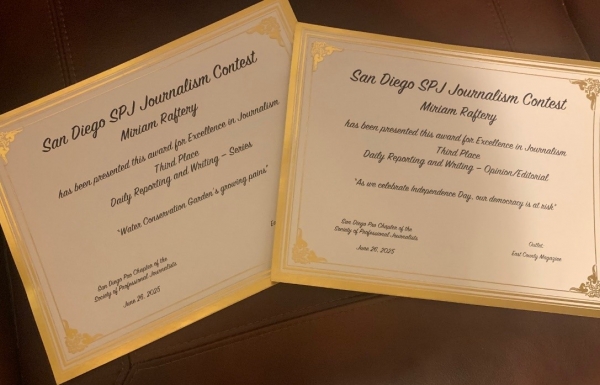 San Diego SPJ Journalism Contest
Miriam Raftery
has been presented this award for Excellence in Journalism
Third Place
Daily Reporting and Writing – Series
"Water Conservation Garden's growing pains"
San Diego Pro Chapter of the
Society of Professional Journalists
June 26, 2025
San Diego SPJ Journalism Contest
Miriam Raftery
has been presented this award for Excellence in Journalism
Third Place
Daily Reporting and Writing – Opinion/Editorial
"As we celebrate Independence Day, our democracy is at risk"
San Diego Pro Chapter of the
Society of Professional Journalists
June 26, 2025
Outlet:
East County Magazine